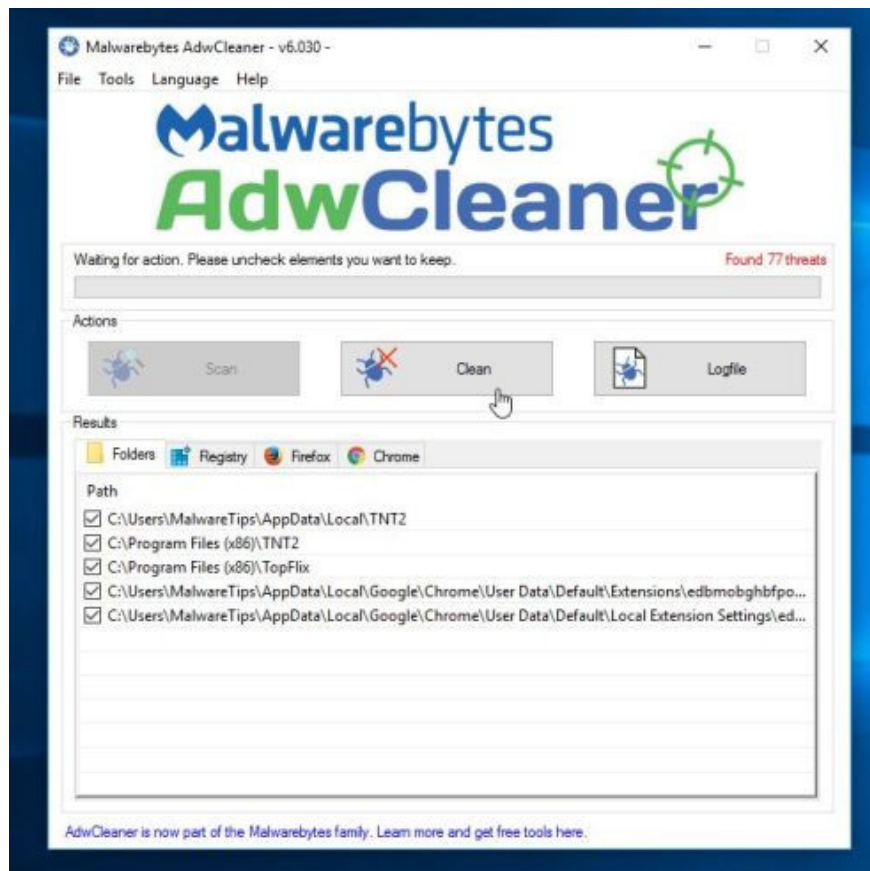 Malwarebytes AdwCleaner - v6.030 -
File Tools Language Help
Malwarebytes
AdwCleaner
Waiting for action. Please uncheck elements you want to keep.
Found 77 threats
Actions
Scan
Clean
Logfile
Results
Folders Registry Firefox Chrome
Path
C:\Users\MalwareTips\AppData\Local\TNT2
C:\Program Files (x86)\TNT2
C:\Program Files (x86)\TopFlix
C:\Users\MalwareTips\AppData\Local\Google\Chrome\User Data\Default\Extensions\edbmobghbfpo...
C:\Users\MalwareTips\AppData\Local\Google\Chrome\User Data\Default\Local Extension Settings\ed...
AdwCleaner is now part of the Malwarebytes family. Learn more and get free tools here.